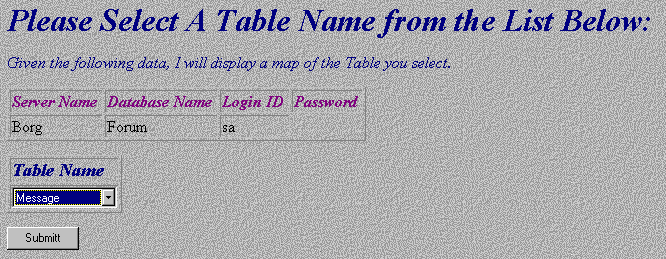 Please Select A Table Name from the List Below:
Given the following data, I will display a map of the Table you select.
Server Name Database Name Login ID Password
Borg Forum sa
Table Name
Message
Submitt